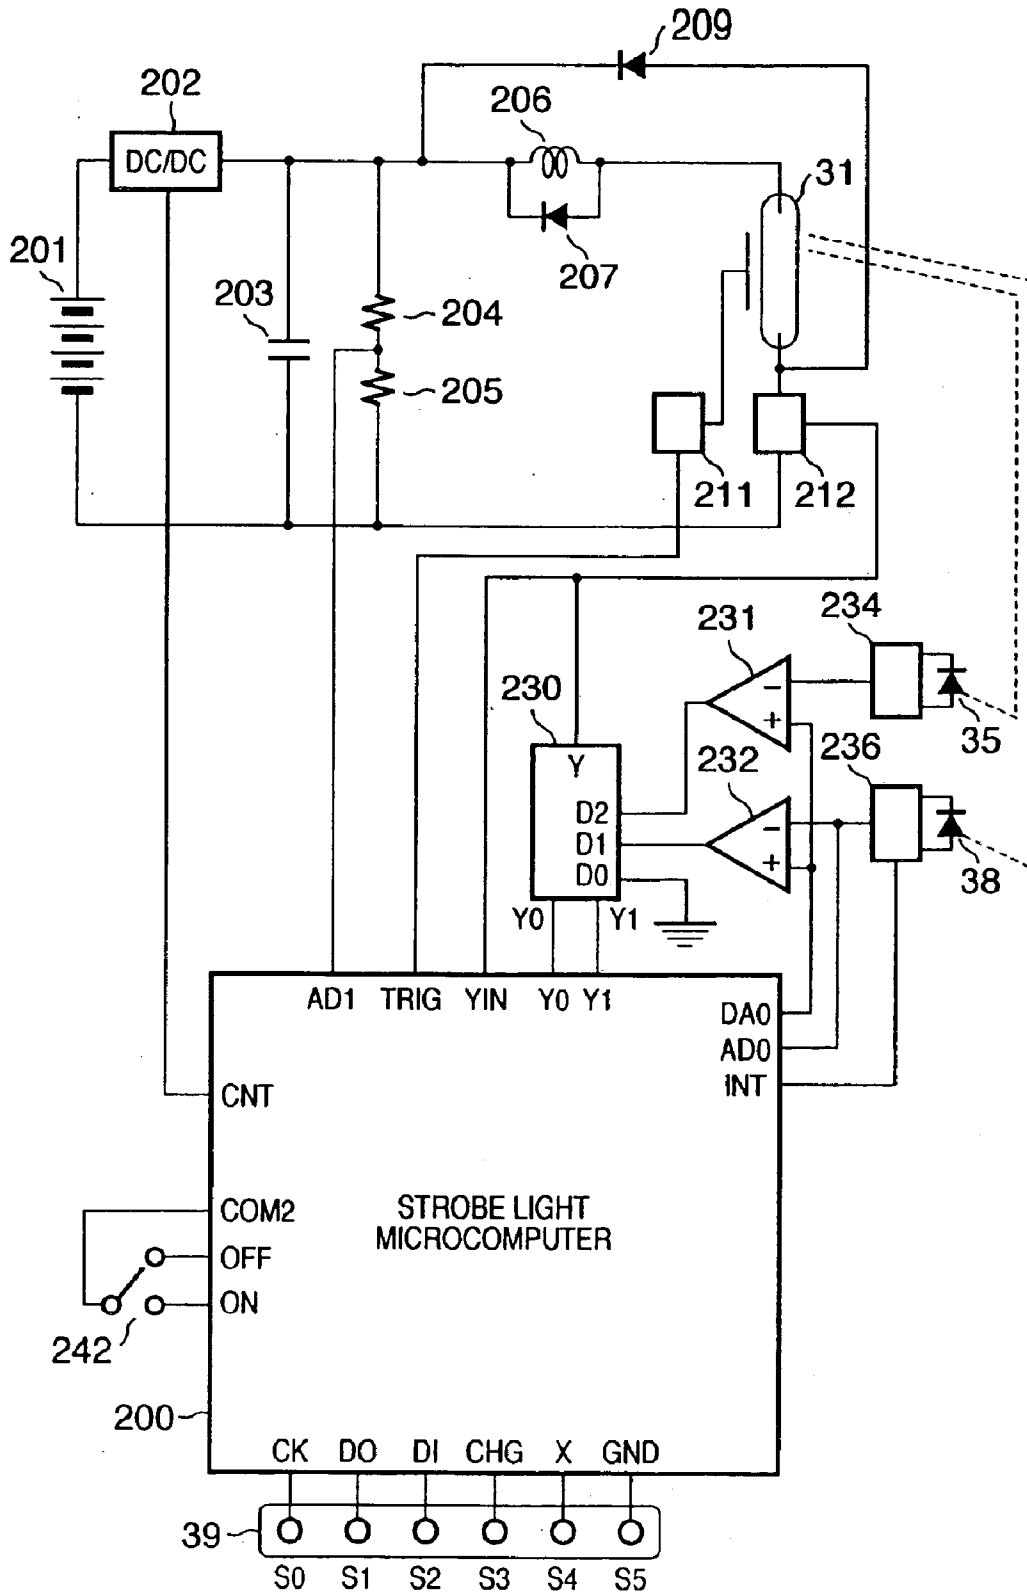 209
202
206
DC/DC
31
201
207
203
204
205
211
212
234
231
230
35
Y
232
236
D2
D1
D0
38
Y0
Y1
AD1
TRIG
YIN
Y0
Y1
DA0
AD0
INT
CNT
COM2
STROBE LIGHT
MICROCOMPUTER
OFF
ON
242
200
CK
DO
DI
CHG
X
GND
39
S0
S1
S2
S3
S4
S5
−
+
−
+